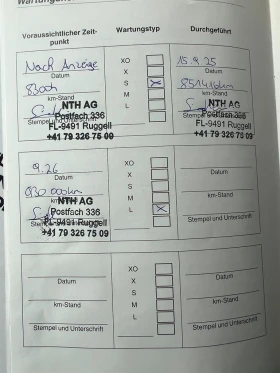 Voraussichtlicher Zeit-
punkt
Wartungstyp
Durchgeführt
Nach Anzeige
Datum
km-Stand
Stempel und Unterschrift
NTH AG
Postfach 336
FL-9491 Ruggell
+41 79 326 75 09
XO
X
S
M
L
15.9.25
Datum
km-Stand
NTH AG
Postfach 336
FL-9491 Ruggell
+41 79 326 75 09
9.26
Datum
km-Stand
NTH AG
Postfach 336
FL-9491 Ruggell
+41 79 326 75 09
XO
X
S
M
L
Datum
km-Stand
Stempel und Unterschrift
Datum
km-Stand
Stempel und Unterschrift
XO
X
S
M
L
Datum
km-Stand
Stempel und Unterschrift